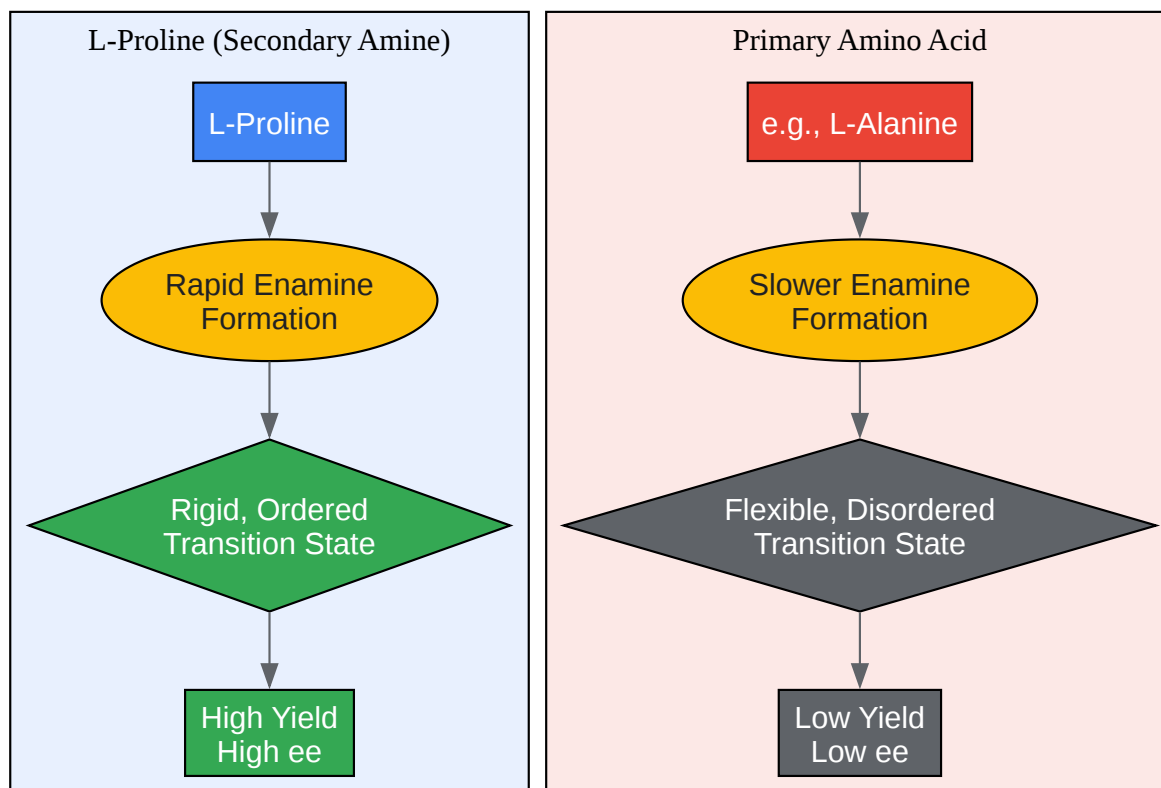 L-Proline (Secondary Amine)
L-Proline
Rapid Enamine
Formation
Rigid, Ordered
Transition State
High Yield
High ee
Primary Amino Acid
e.g., L-Alanine
Slower Enamine
Formation
Flexible, Disordered
Transition State
Low Yield
Low ee